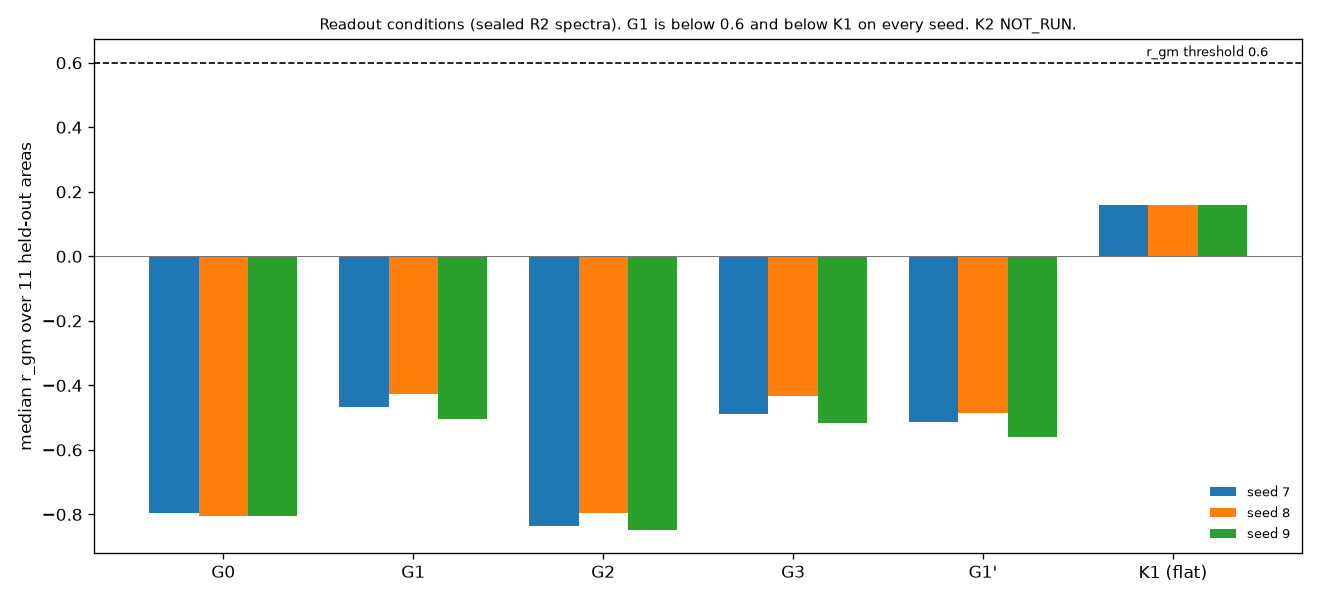 Readout conditions (sealed R2 spectra). G1 is below 0.6 and below K1 on every seed. K2 NOT_RUN.
r_gm threshold 0.6
0.6
0.4
0.2
0.0
−0.2
−0.4
−0.6
−0.8
median r_gm over 11 held-out areas
seed 7
seed 8
seed 9
G0
G1
G2
G3
G1'
K1 (flat)